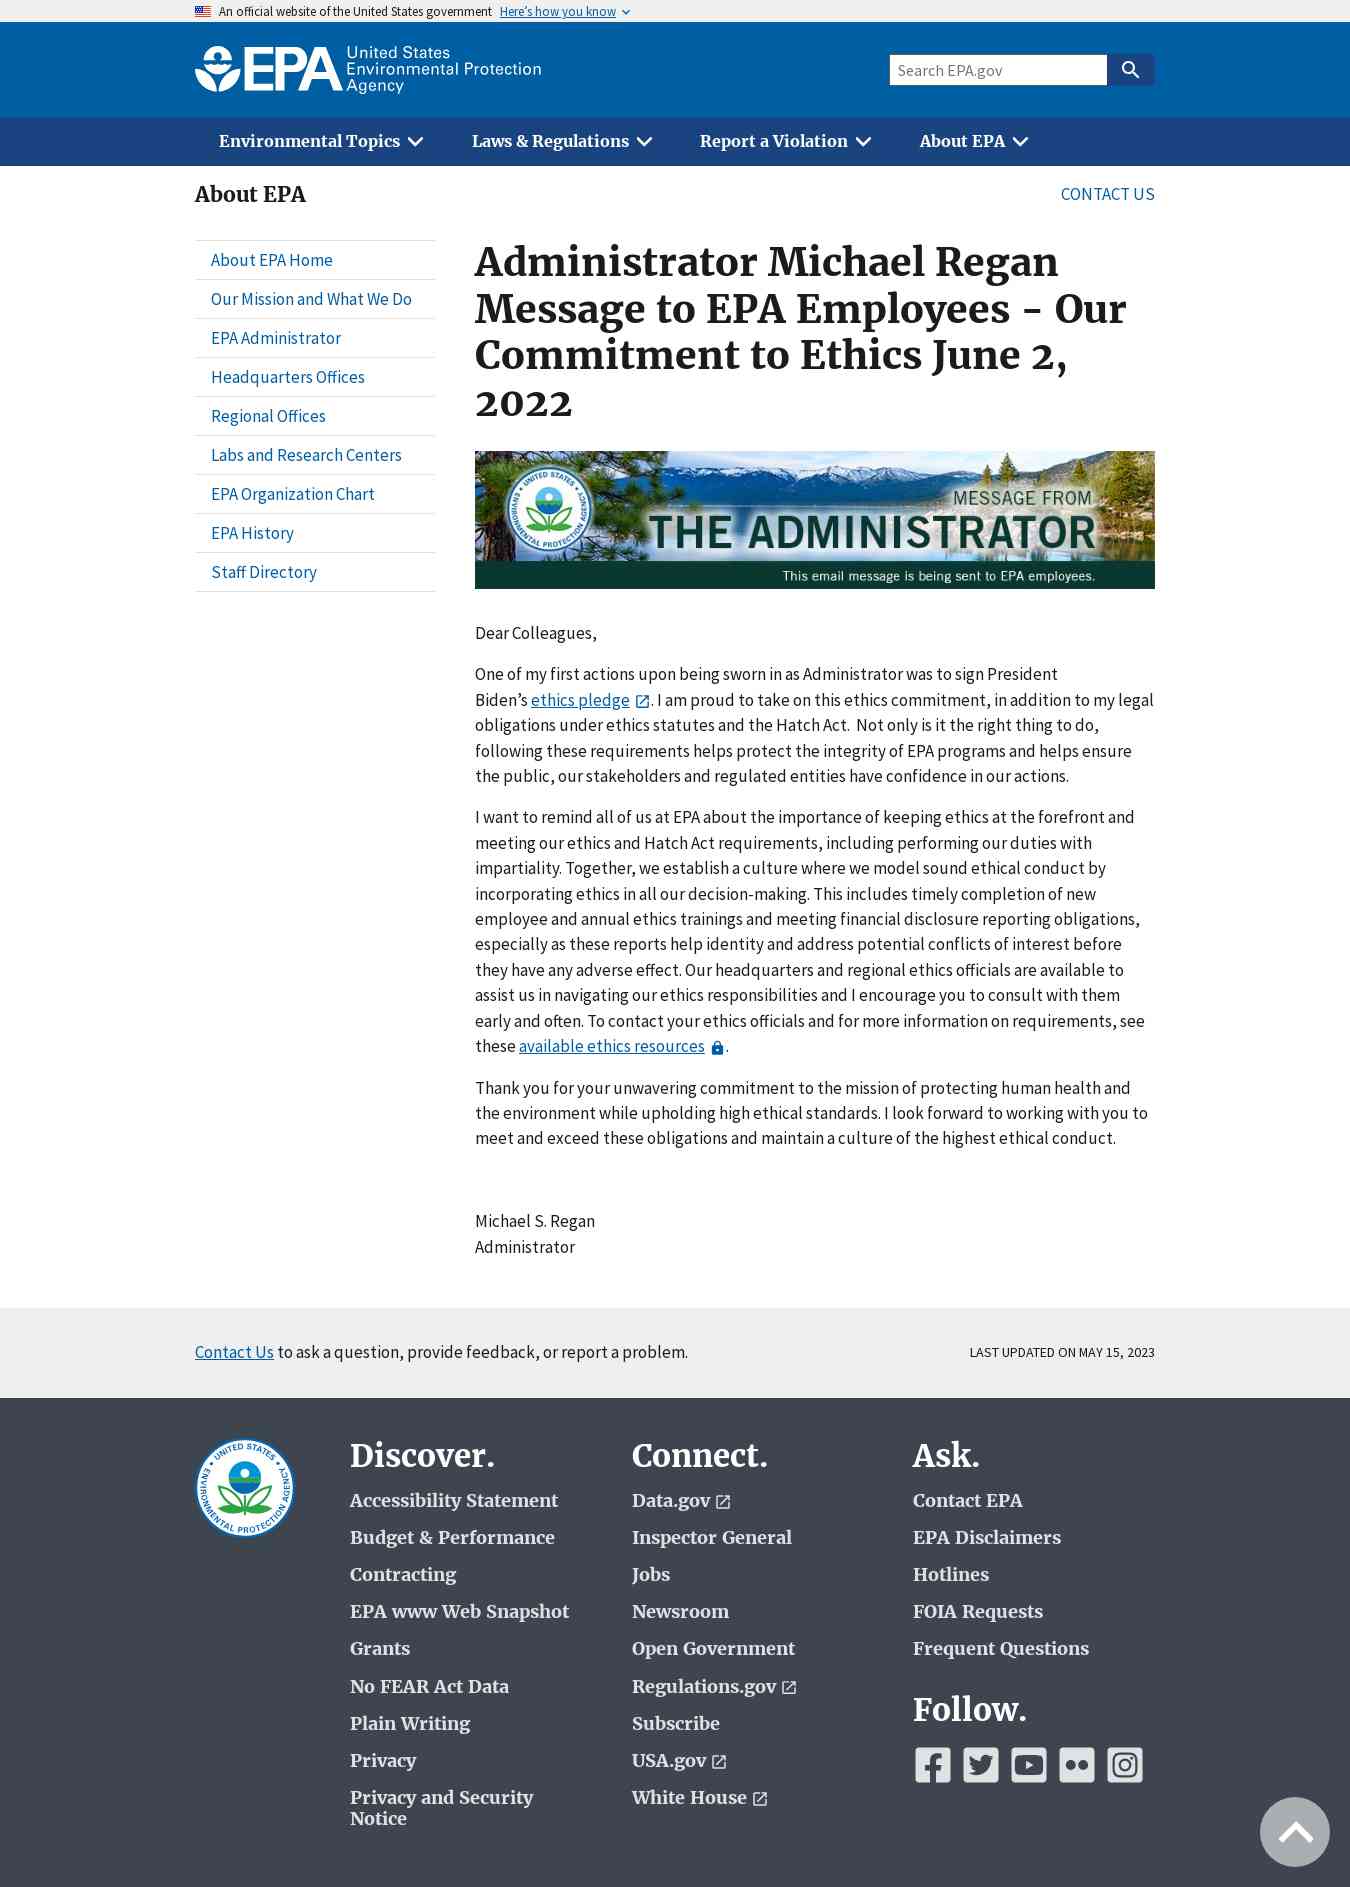 An official website of the United States government Here’s how you know
EPA United States
Environmental Protection
Agency
Search EPA.gov
Environmental Topics
Laws & Regulations
Report a Violation
About EPA
About EPA
CONTACT US
About EPA Home
Our Mission and What We Do
EPA Administrator
Headquarters Offices
Regional Offices
Labs and Research Centers
EPA Organization Chart
EPA History
Staff Directory
Administrator Michael Regan
Message to EPA Employees - Our
Commitment to Ethics June 2,
2022
UNITED STATES ENVIRONMENTAL PROTECTION AGENCY
MESSAGE FROM
THE ADMINISTRATOR
This email message is being sent to EPA employees.
Dear Colleagues,
One of my first actions upon being sworn in as Administrator was to sign President
Biden’s ethics pledge. I am proud to take on this ethics commitment, in addition to my legal
obligations under ethics statutes and the Hatch Act. Not only is it the right thing to do,
following these requirements helps protect the integrity of EPA programs and helps ensure
the public, our stakeholders and regulated entities have confidence in our actions.
I want to remind all of us at EPA about the importance of keeping ethics at the forefront and
meeting our ethics and Hatch Act requirements, including performing our duties with
impartiality. Together, we establish a culture where we model sound ethical conduct by
incorporating ethics in all our decision-making. This includes timely completion of new
employee and annual ethics trainings and meeting financial disclosure reporting obligations,
especially as these reports help identity and address potential conflicts of interest before
they have any adverse effect. Our headquarters and regional ethics officials are available to
assist us in navigating our ethics responsibilities and I encourage you to consult with them
early and often. To contact your ethics officials and for more information on requirements, see
these available ethics resources.
Thank you for your unwavering commitment to the mission of protecting human health and
the environment while upholding high ethical standards. I look forward to working with you to
meet and exceed these obligations and maintain a culture of the highest ethical conduct.
Michael S. Regan
Administrator
Contact Us to ask a question, provide feedback, or report a problem.
LAST UPDATED ON MAY 15, 2023
UNITED STATES ENVIRONMENTAL PROTECTION AGENCY
Discover.
Accessibility Statement
Budget & Performance
Contracting
EPA www Web Snapshot
Grants
No FEAR Act Data
Plain Writing
Privacy
Privacy and Security
Notice
Connect.
Data.gov
Inspector General
Jobs
Newsroom
Open Government
Regulations.gov
Subscribe
USA.gov
White House
Ask.
Contact EPA
EPA Disclaimers
Hotlines
FOIA Requests
Frequent Questions
Follow.